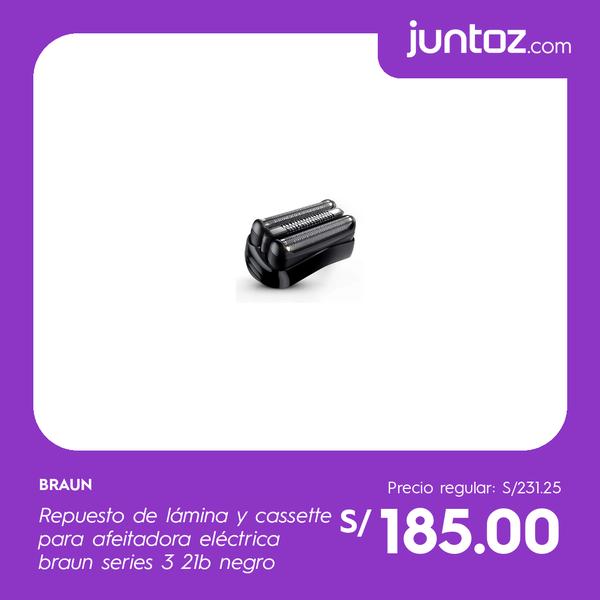 juntoz.com
BRAUN
Repuesto de lámina y cassette
para afeitadora eléctrica
braun series 3 21b negro
Precio regular: S/231.25
S/185.00